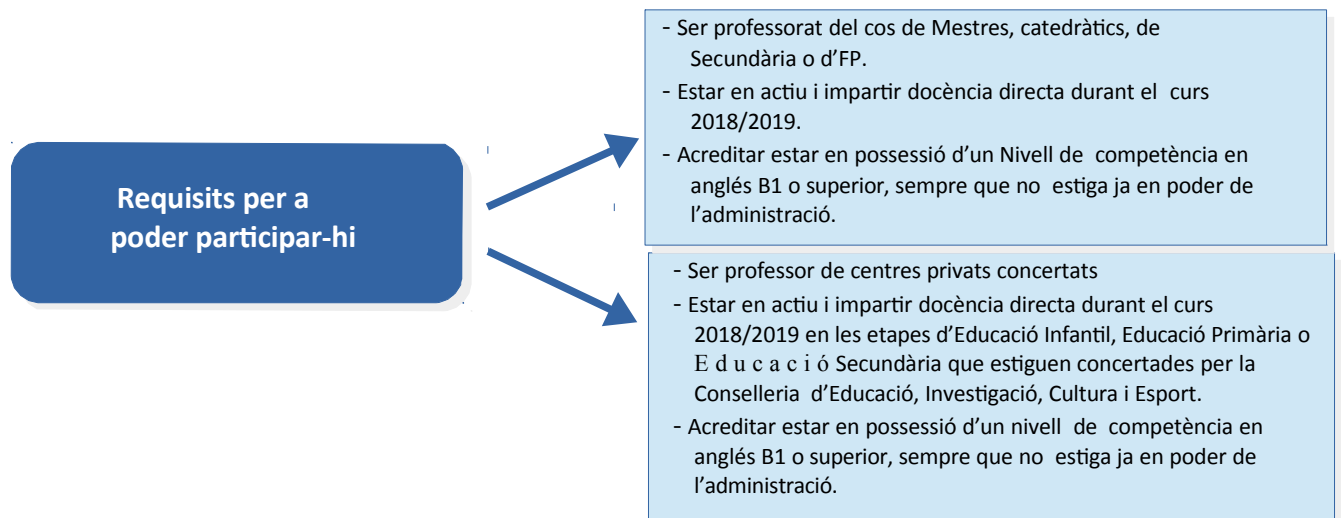 Requisits per a
poder participar-hi
- Ser professorat del cos de Mestres, catedràtics, de
Secundària o d'FP.
- Estar en actiu i impartir docència directa durant el curs
2018/2019.
- Acreditar estar en possessió d'un Nivell de competència en
anglés B1 o superior, sempre que no estiga ja en poder de
l'administració.
- Ser professor de centres privats concertats
- Estar en actiu i impartir docència directa durant el curs
2018/2019 en les etapes d'Educació Infantil, Educació Primària o
E d u c a c i ó Secundària que estiguen concertades per la
Conselleria d'Educació, Investigació, Cultura i Esport.
- Acreditar estar en possessió d'un nivell de competència en
anglés B1 o superior, sempre que no estiga ja en poder de
l'administració.